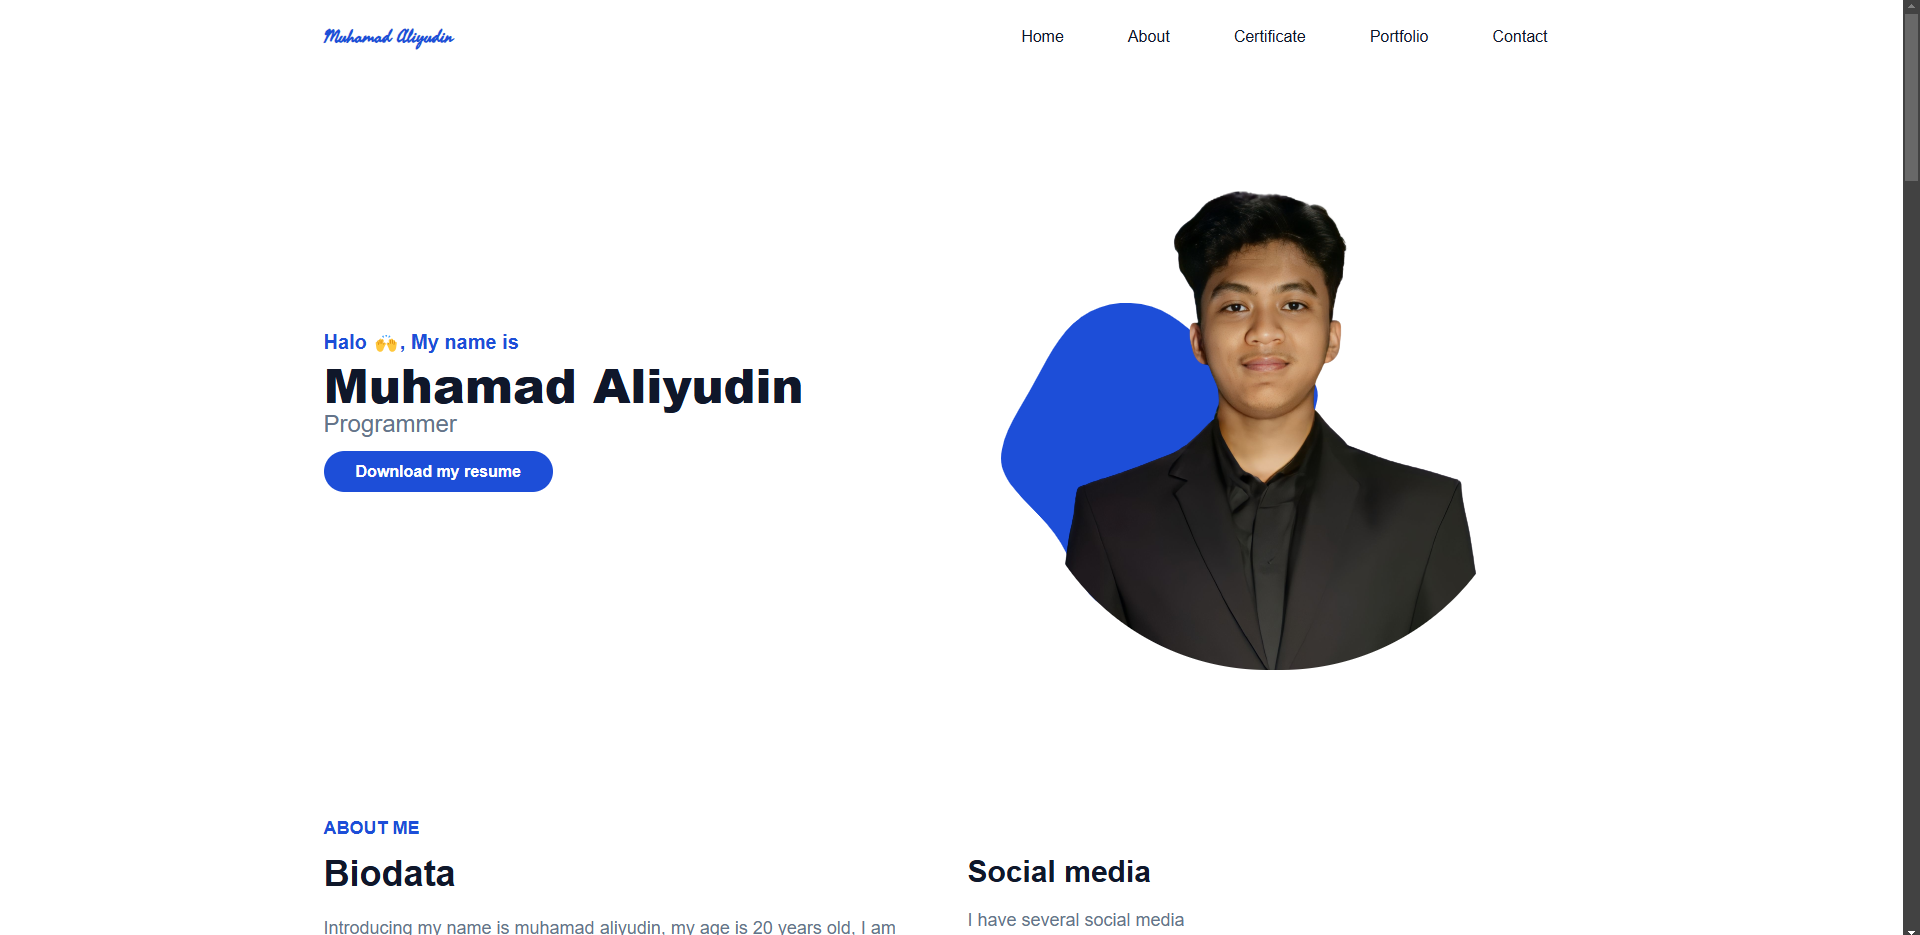 Muhamad Aliyudin
Home About Certificate Portfolio Contact
Halo 🙌, My name is
Muhamad Aliyudin
Programmer
Download my resume
ABOUT ME
Biodata
Introducing my name is muhamad aliyudin, my age is 20 years old, I am
Social media
I have several social media